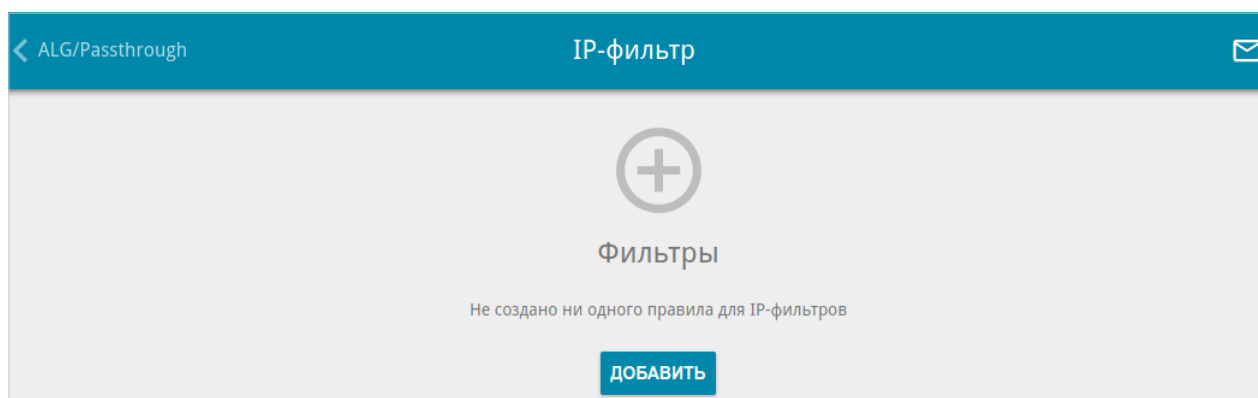 ALG/Passthrough
IP-фильтр
Фильтры
Не создано ни одного правила для IP-фильтров
ДОБАВИТЬ